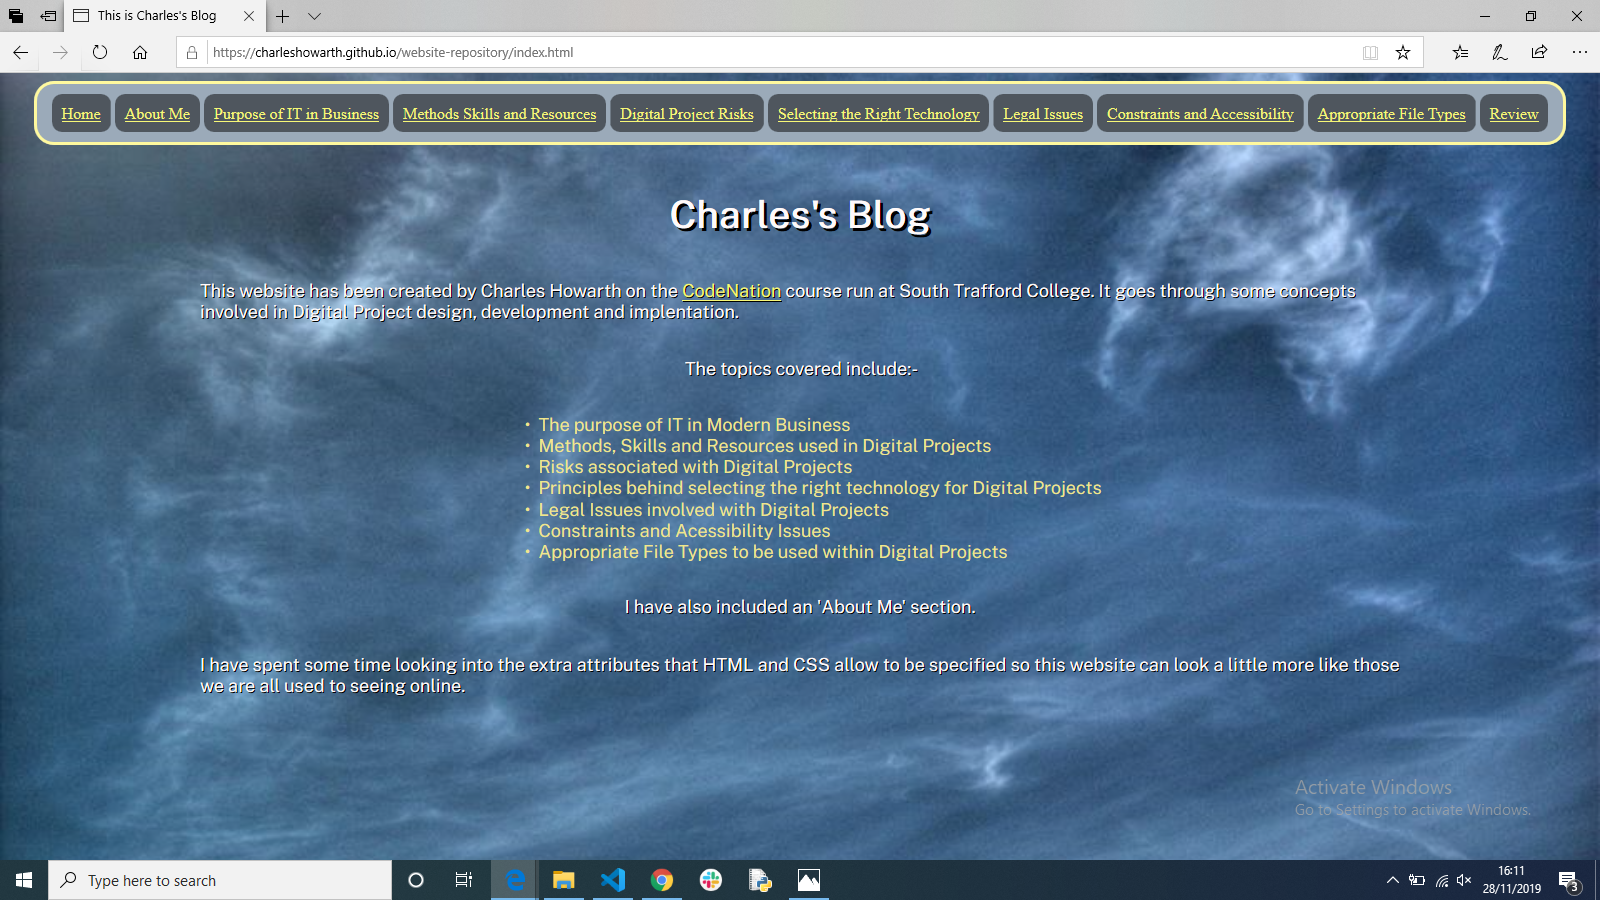 This is Charles's Blog
https://charleshowarth.github.io/website-repository/index.html
Home About Me Purpose of IT in Business Methods Skills and Resources Digital Project Risks Selecting the Right Technology Legal Issues Constraints and Accessibility Appropriate File Types Review
Charles's Blog
This website has been created by Charles Howarth on the CodeNation course run at South Trafford College. It goes through some concepts
involved in Digital Project design, development and implentation.
The topics covered include:-
• The purpose of IT in Modern Business
• Methods, Skills and Resources used in Digital Projects
• Risks associated with Digital Projects
• Principles behind selecting the right technology for Digital Projects
• Legal Issues involved with Digital Projects
• Constraints and Acessibility Issues
• Appropriate File Types to be used within Digital Projects
I have also included an 'About Me' section.
I have spent some time looking into the extra attributes that HTML and CSS allow to be specified so this website can look a little more like those
we are all used to seeing online.
Activate Windows
Go to Settings to activate Windows.
Type here to search
16:11
28/11/2019
3